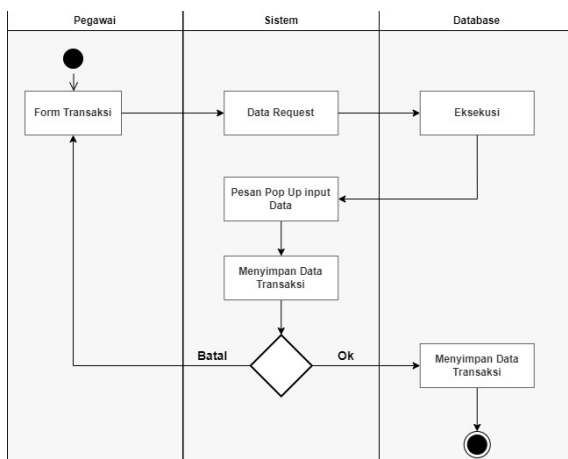 Pegawai
Sistem
Database
Form Transaksi
Data Request
Eksekusi
Pesan Pop Up input
Data
Menyimpan Data
Transaksi
Batal
Ok
Menyimpan Data
Transaksi